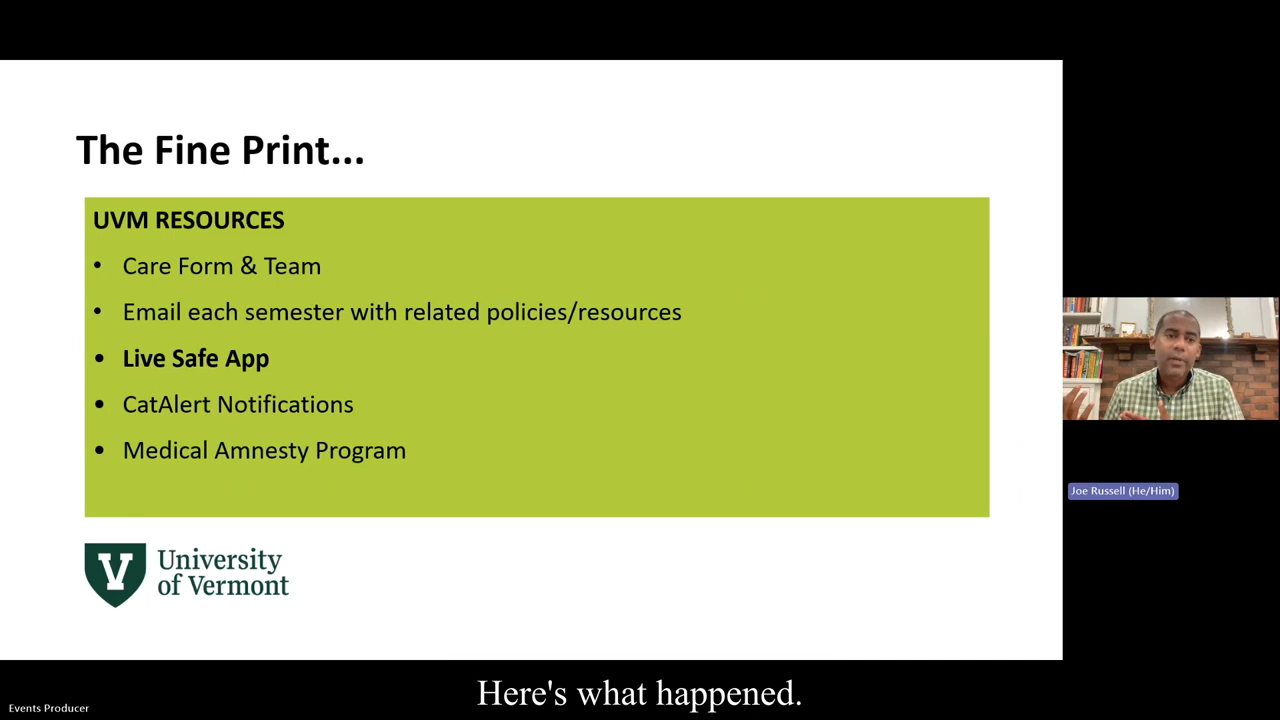 The Fine Print...
UVM RESOURCES
• Care Form & Team
• Email each semester with related policies/resources
• Live Safe App
• CatAlert Notifications
• Medical Amnesty Program
V
University
of Vermont
Joe Russell (He/Him)
Here's what happened.
Events Producer